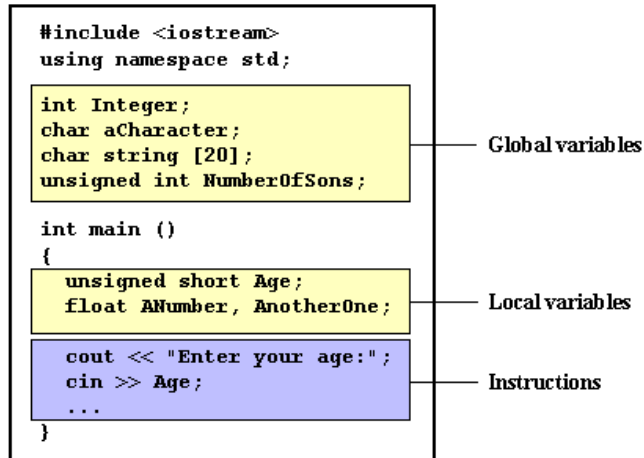 #include <iostream>
using namespace std;
int Integer;
char aCharacter;
char string [20];
unsigned int NumberOfSons;
Global variables
int main ()
{
unsigned short Age;
float ANumber, AnotherOne;
Local variables
cout << "Enter your age:";
cin >> Age;
...
Instructions
}